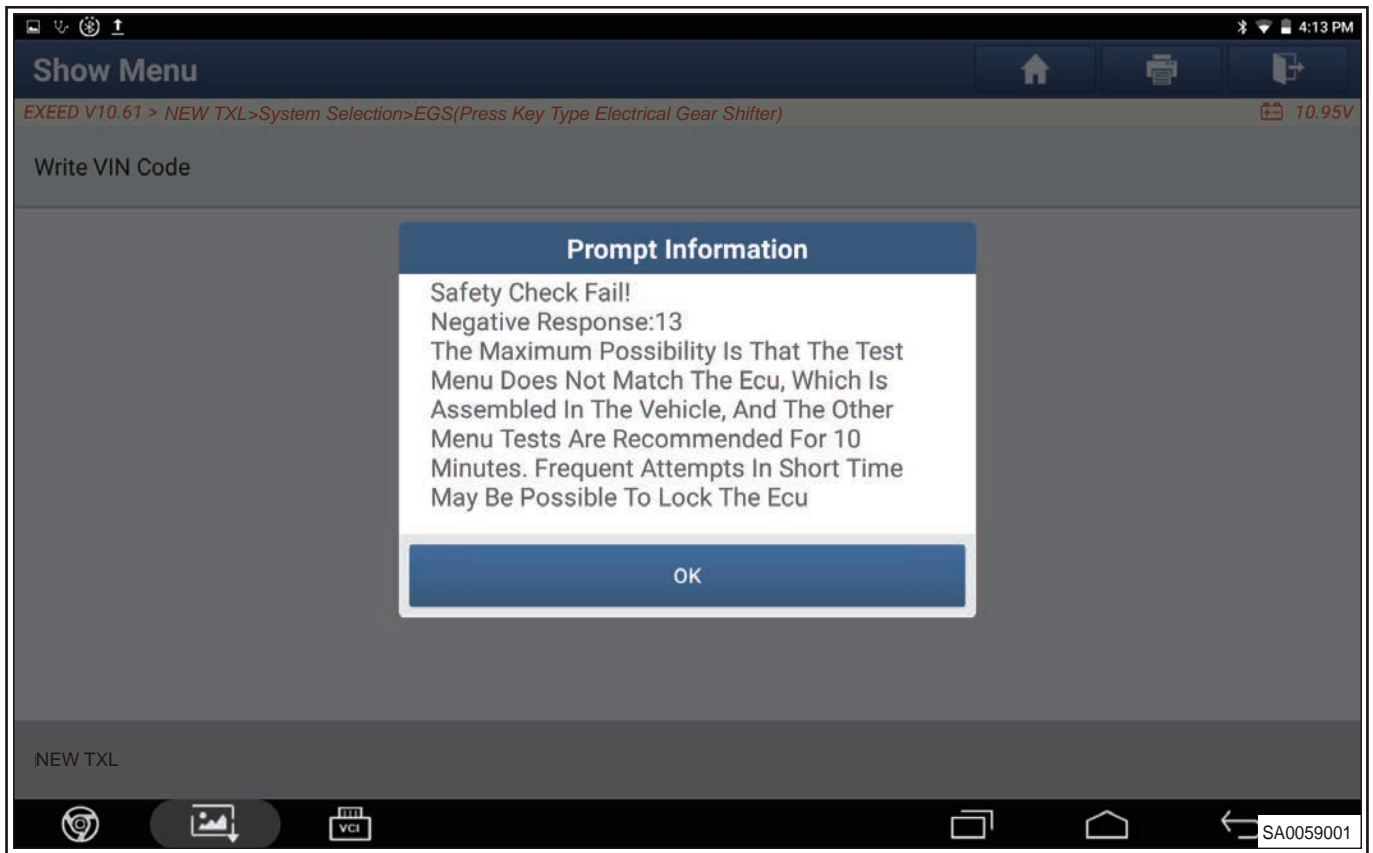 4:13 PM
Show Menu
EXEED V10.61 > NEW TXL>System Selection>EGS(Press Key Type Electrical Gear Shifter)
10.95V
Write VIN Code
Prompt Information
Safety Check Fail!
Negative Response:13
The Maximum Possibility Is That The Test
Menu Does Not Match The Ecu, Which Is
Assembled In The Vehicle, And The Other
Menu Tests Are Recommended For 10
Minutes. Frequent Attempts In Short Time
May Be Possible To Lock The Ecu
OK
NEW TXL
VCI
SA0059001